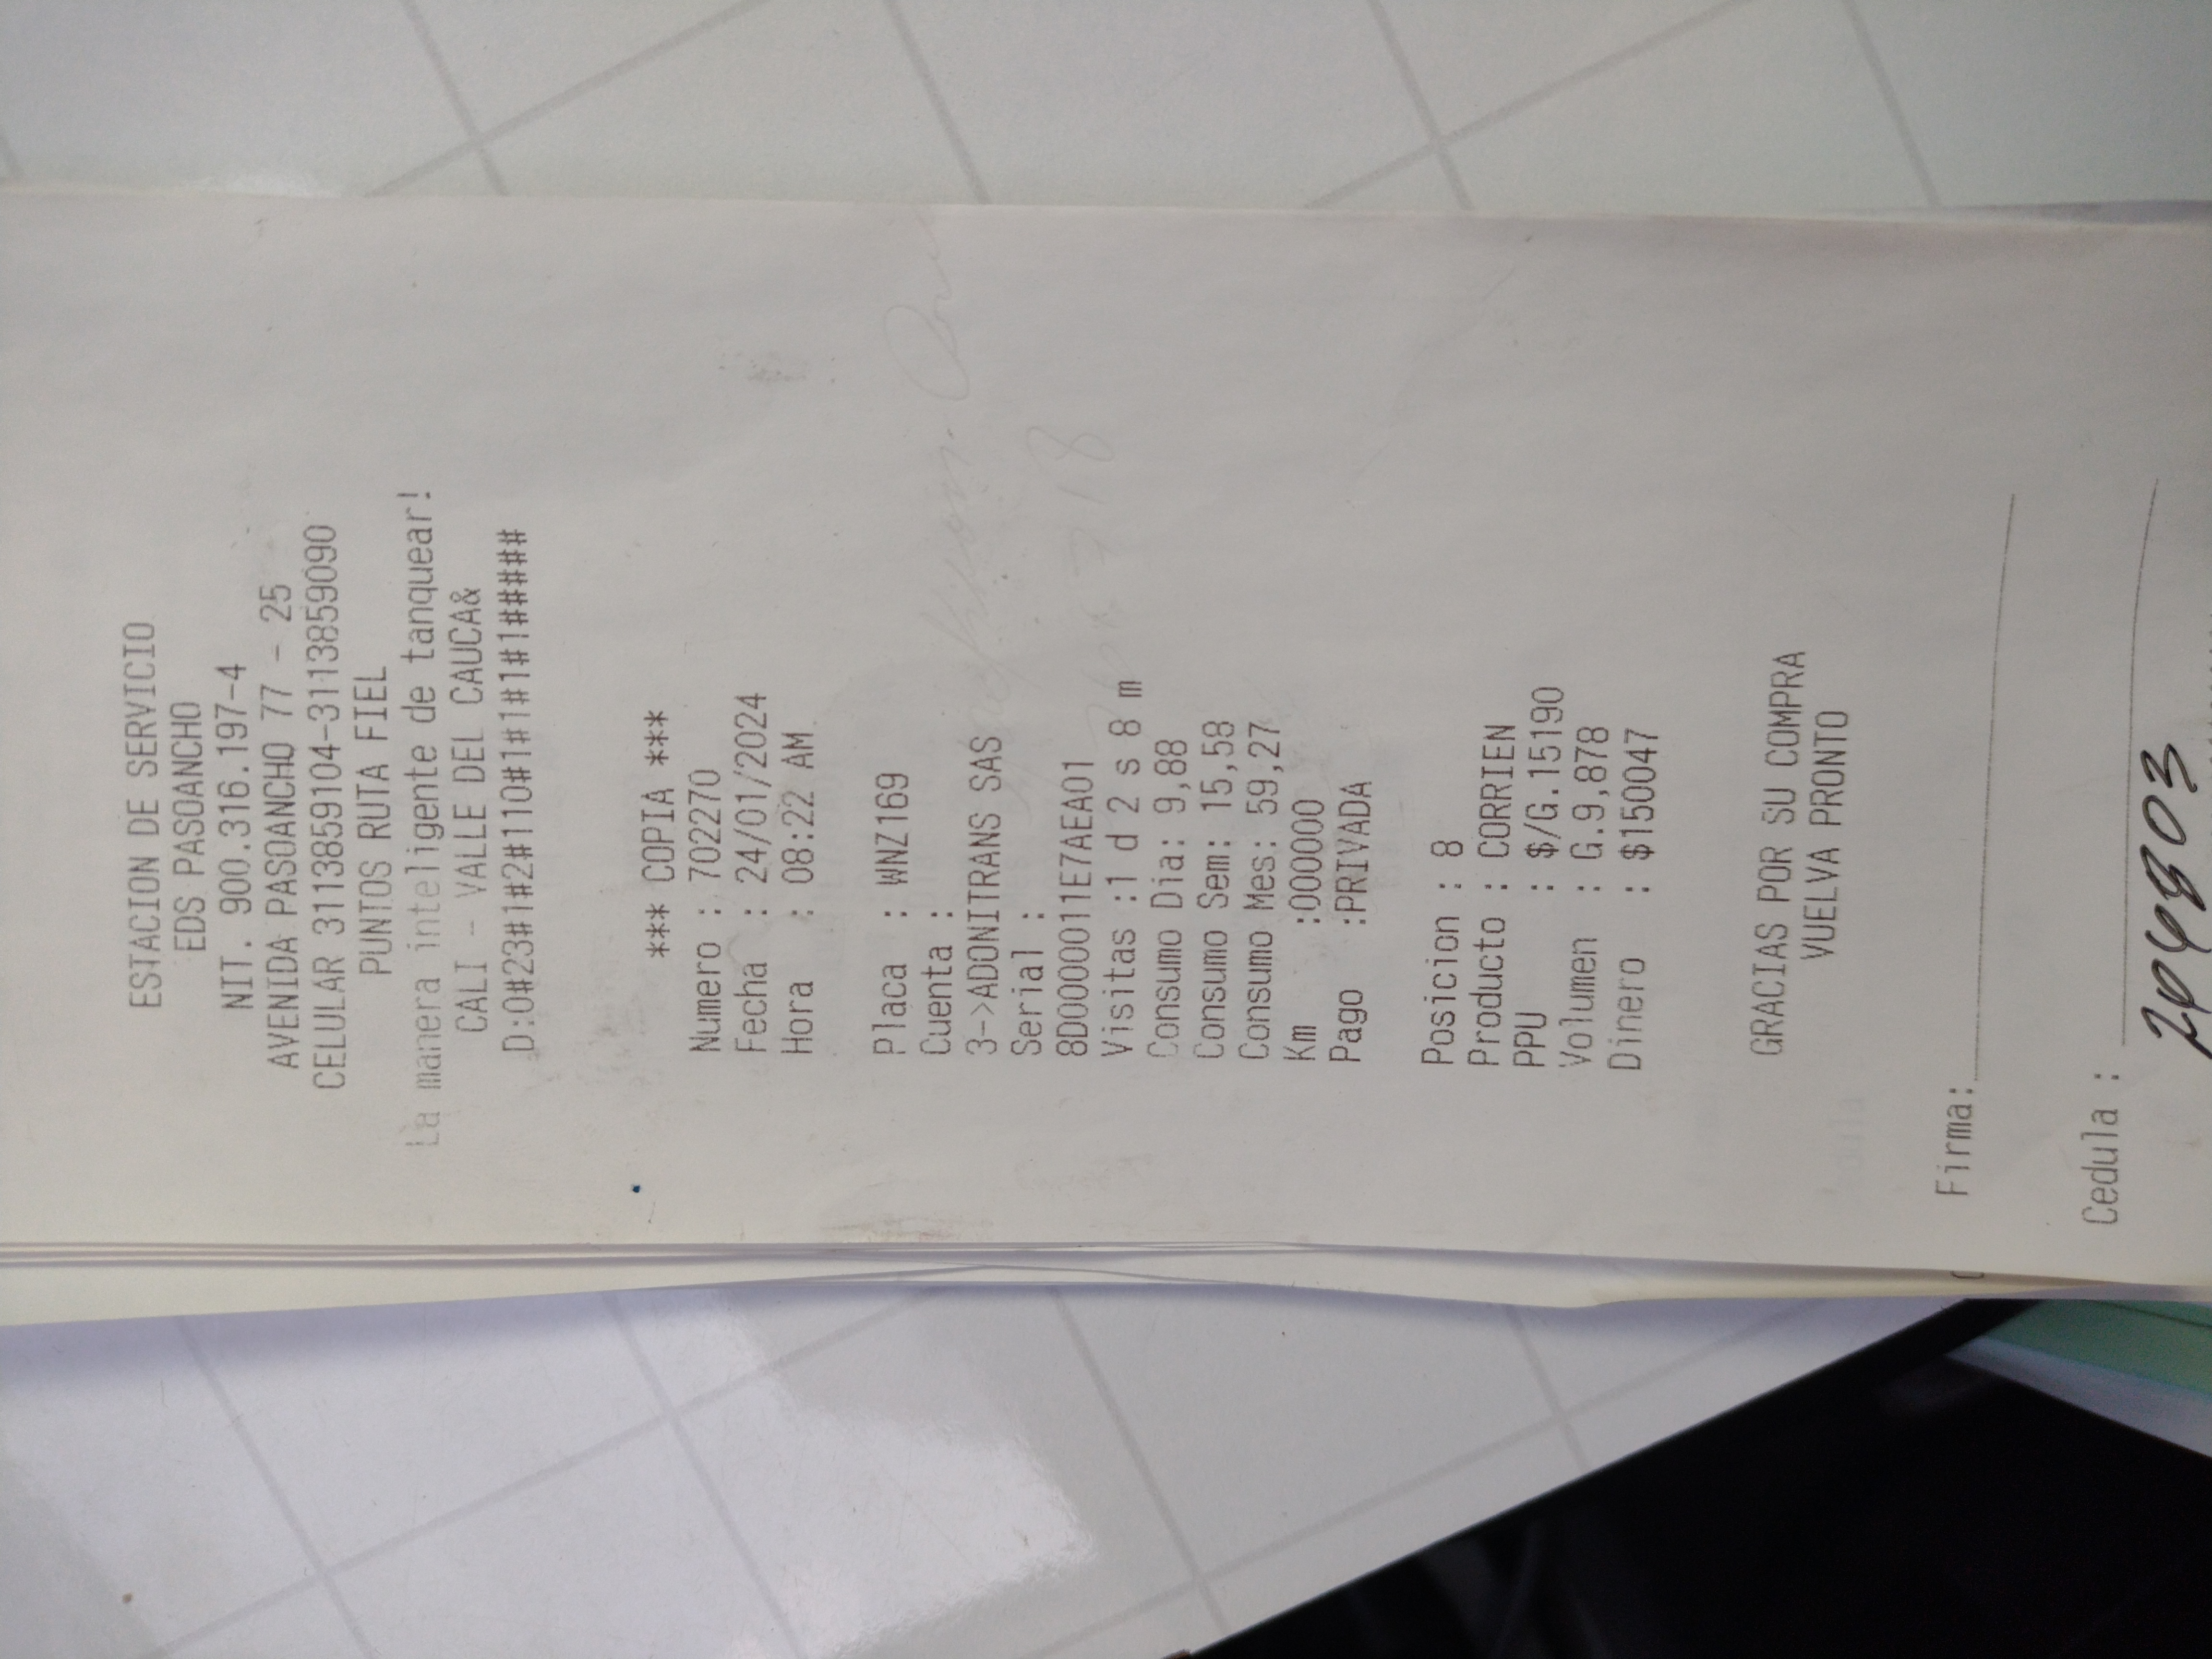 ESTACION DE SERVICIO
EDS PASOANCHO
NIT. 900.316.197-4
AVENIDA PASOANCHO 77 - 25
CELULAR 3113859104-3113859090
PUNTOS RUTA FIEL
La manera inteligente de tanquear!
CALI - VALLE DEL CAUCA&
D:0#23#1#2#110#1#1#1#1#1#####
*** COPIA ***
Numero : 702270
Fecha : 24/01/2024
Hora : 08:22 AM
Placa : WNZ169
Cuenta :
3->ADONITRANS SAS
Serial :
8D000011E7AEA01
Visitas :1 d 2 s 8 m
Consumo Dia: 9,88
Consumo Sem: 15,58
Consumo Mes: 59,27
Km :000000
Pago :PRIVADA
Posicion : 8
Producto : CORRIEN
PPU : $/G.15190
Volumen : G.9,878
Dinero : $150047
GRACIAS POR SU COMPRA
VUELVA PRONTO
Firma:
Cedula :